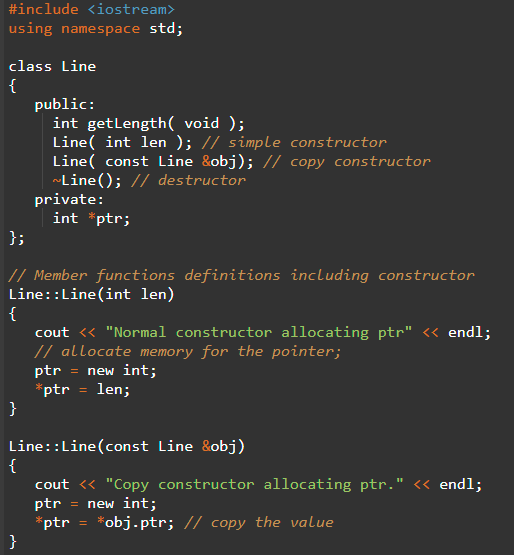 #include <iostream>
using namespace std;

class Line
{
   public:
     int getLength( void );
     Line( int len ); // simple constructor
     Line( const Line &obj); // copy constructor
     ~Line(); // destructor
   private:
     int *ptr;
};

// Member functions definitions including constructor
Line::Line(int len)
{
   cout << "Normal constructor allocating ptr" << endl;
   // allocate memory for the pointer;
   ptr = new int;
   *ptr = len;
}

Line::Line(const Line &obj)
{
   cout << "Copy constructor allocating ptr." << endl;
   ptr = new int;
   *ptr = *obj.ptr; // copy the value
}